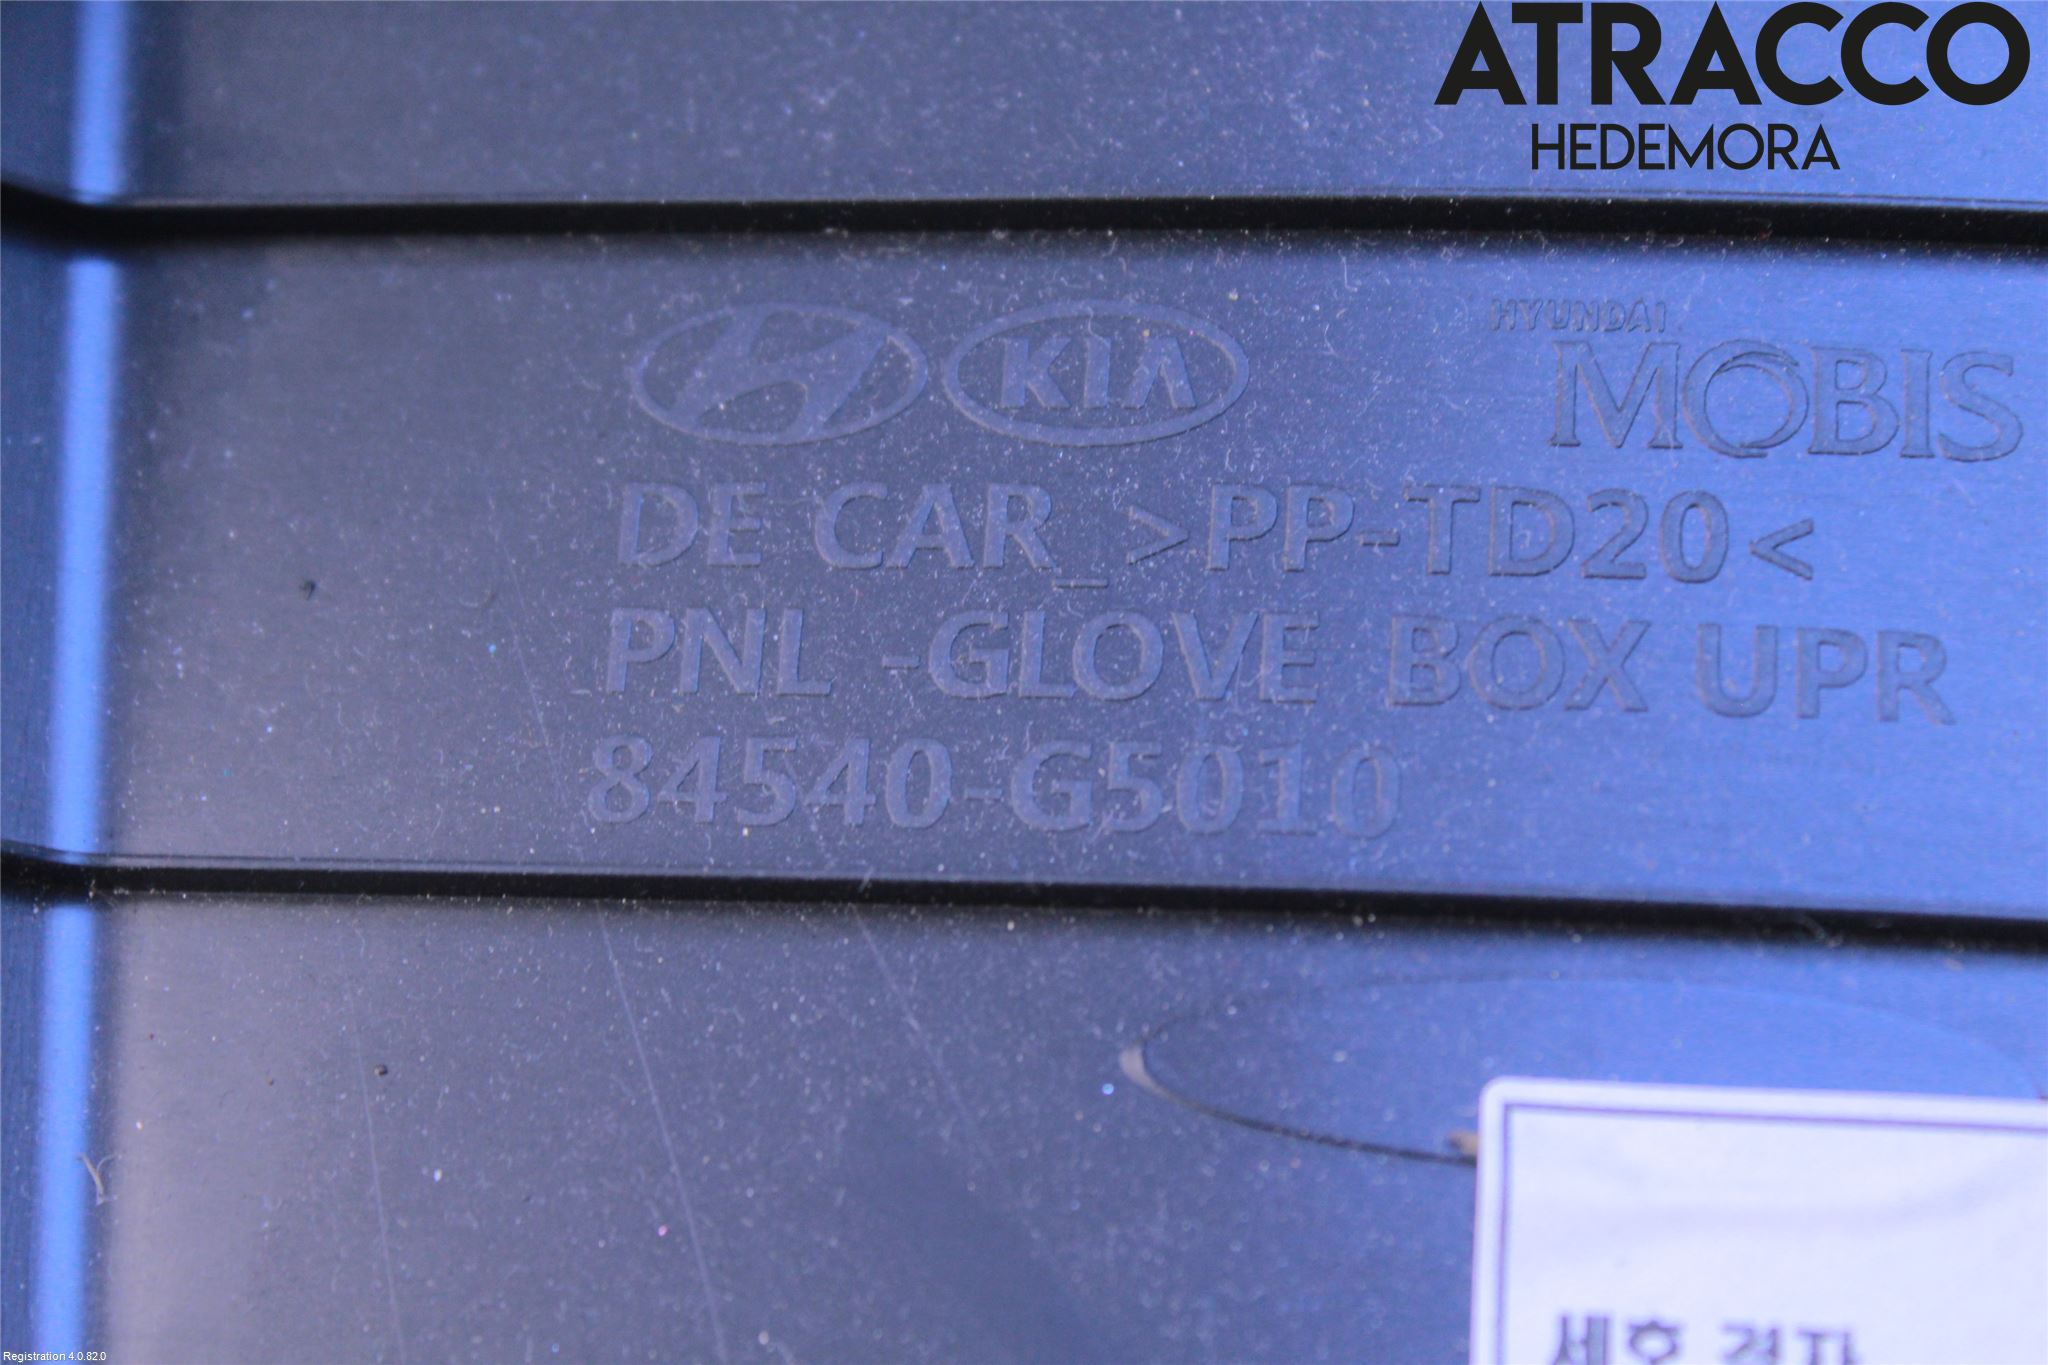 ATRACCO
HEDEMORA
KIA
HYUNDAI
MOBIS
DE CAR_>PP-TD20<
PNL -GLOVE BOX UPR
84540-G5010
Registration 4.0.82.0